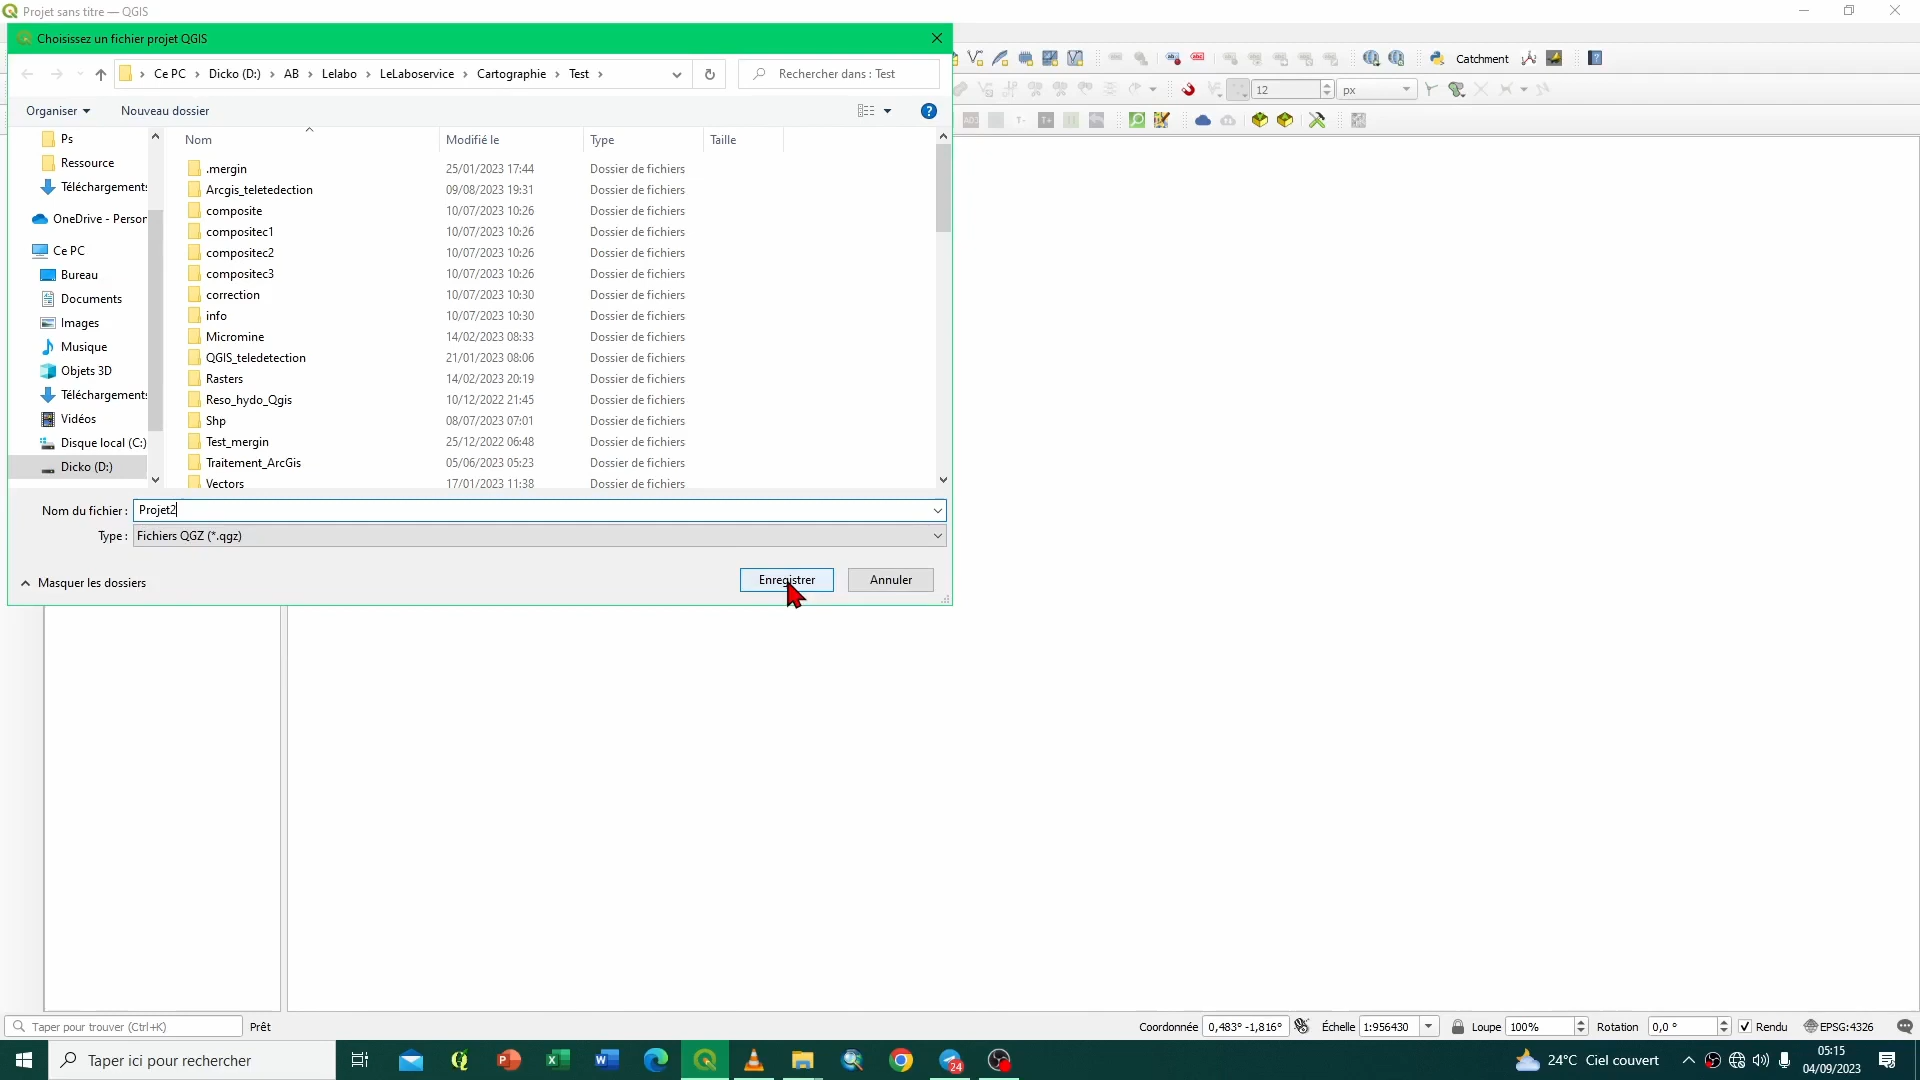 Projet sans titre — QGIS
Choisissez un fichier projet QGIS
Ce PC › Dicko (D:) › AB › Lelabo › LeLaboservice › Cartographie › Test ›
Rechercher dans : Test
Organiser
Nouveau dossier
Catchment
12
px
Ps
Ressource
Téléchargements
OneDrive - Person
Ce PC
Bureau
Documents
Images
Musique
Objets 3D
Téléchargements
Vidéos
Disque local (C:)
Dicko (D:)
Nom Modifié le Type Taille
.mergin 25/01/2023 17:44 Dossier de fichiers
Arcgis_teletedection 09/08/2023 19:31 Dossier de fichiers
composite 10/07/2023 10:26 Dossier de fichiers
compositec1 10/07/2023 10:26 Dossier de fichiers
compositec2 10/07/2023 10:26 Dossier de fichiers
compositec3 10/07/2023 10:26 Dossier de fichiers
correction 10/07/2023 10:30 Dossier de fichiers
info 10/07/2023 10:30 Dossier de fichiers
Micromine 14/02/2023 08:33 Dossier de fichiers
QGIS_teledetection 21/01/2023 08:06 Dossier de fichiers
Rasters 14/02/2023 20:19 Dossier de fichiers
Reso_hydo_Qgis 10/12/2022 21:45 Dossier de fichiers
Shp 08/07/2023 07:01 Dossier de fichiers
Test_mergin 25/12/2022 06:48 Dossier de fichiers
Traitement_ArcGis 05/06/2023 05:23 Dossier de fichiers
Vectors 17/01/2023 11:38 Dossier de fichiers
Nom du fichier : Projet2
Type : Fichiers QGZ (*.qgz)
Masquer les dossiers
Enregistrer
Annuler
Taper pour trouver (Ctrl+K)
Prêt
Coordonnée 0,483° -1,816°
Échelle 1:956430
Loupe 100%
Rotation 0,0 °
Rendu
EPSG:4326
Taper ici pour rechercher
24
24°C Ciel couvert
05:15
04/09/2023